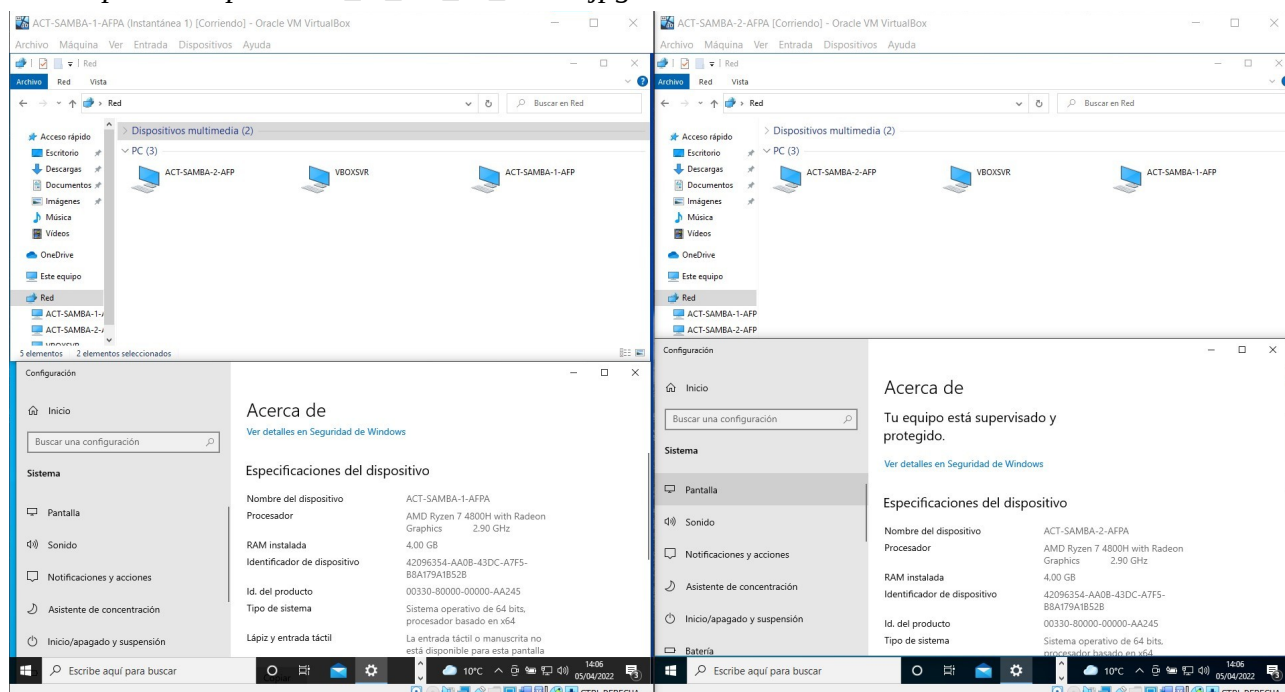 ACT-SAMBA-1-AFPA (Instantánea 1) [Corriendo] - Oracle VM VirtualBox
Archivo Máquina Ver Entrada Dispositivos Ayuda
Red
Archivo Red Vista
Red
Buscar en Red
Acceso rápido
Escritorio
Descargas
Documentos
Imágenes
Música
Vídeos
OneDrive
Este equipo
Red
ACT-SAMBA-1-
ACT-SAMBA-2-
Dispositivos multimedia (2)
PC (3)
ACT-SAMBA-2-AFP
VBOXSVR
ACT-SAMBA-1-AFP
5 elementos 2 elementos seleccionados
Configuración
Inicio
Buscar una configuración
Sistema
Pantalla
Sonido
Notificaciones y acciones
Asistente de concentración
Inicio/apagado y suspensión
Acerca de
Ver detalles en Seguridad de Windows
Especificaciones del dispositivo
Nombre del dispositivo ACT-SAMBA-1-AFPA
Procesador AMD Ryzen 7 4800H with Radeon
Graphics 2.90 GHz
RAM instalada 4,00 GB
Identificador de dispositivo 42096354-AA0B-43DC-A7F5-
B8A179A1B52B
Id. del producto 00330-80000-00000-AA245
Tipo de sistema Sistema operativo de 64 bits,
procesador basado en x64
Lápiz y entrada táctil La entrada táctil o manuscrita no
está disponible para esta pantalla
Escribe aquí para buscar
10°C
14:06
05/04/2022
CTRL DERECHA
ACT-SAMBA-2-AFPA [Corriendo] - Oracle VM VirtualBox
Archivo Máquina Ver Entrada Dispositivos Ayuda
Red
Archivo Red Vista
Red
Buscar en Red
Acceso rápido
Escritorio
Descargas
Documentos
Imágenes
Música
Vídeos
OneDrive
Este equipo
Red
ACT-SAMBA-1-AFP
ACT-SAMBA-2-AFP
Dispositivos multimedia (2)
PC (3)
ACT-SAMBA-2-AFP
VBOXSVR
ACT-SAMBA-1-AFP
Configuración
Inicio
Buscar una configuración
Sistema
Pantalla
Sonido
Notificaciones y acciones
Asistente de concentración
Inicio/apagado y suspensión
Batería
Acerca de
Tu equipo está supervisado y
protegido.
Ver detalles en Seguridad de Windows
Especificaciones del dispositivo
Nombre del dispositivo ACT-SAMBA-2-AFPA
Procesador AMD Ryzen 7 4800H with Radeon
Graphics 2.90 GHz
RAM instalada 4,00 GB
Identificador de dispositivo 42096354-AA0B-43DC-A7F5-
B8A179A1B52B
Id. del producto 00330-80000-00000-AA245
Tipo de sistema Sistema operativo de 64 bits,
procesador basado en x64
Escribe aquí para buscar
10°C
14:06
05/04/2022